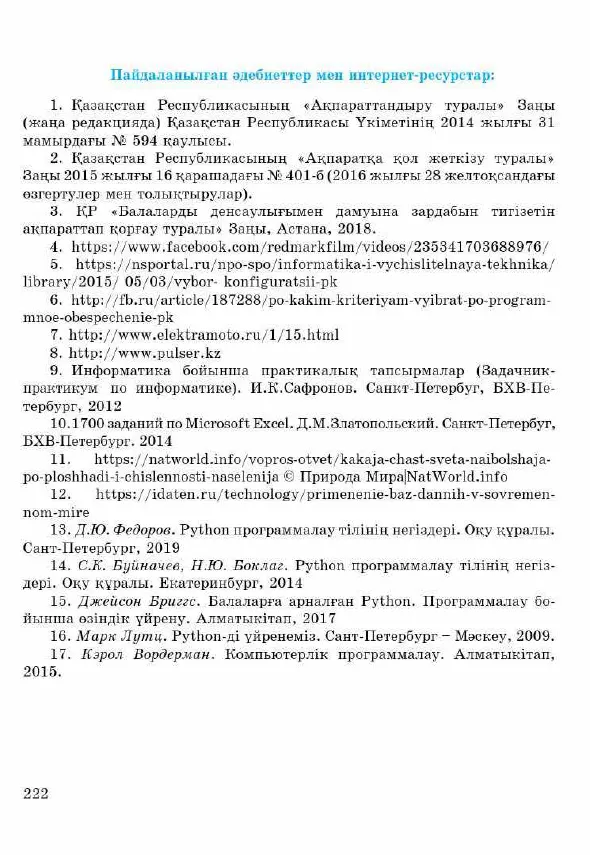 Пайдаланылған әдебиеттер мен интернет-ресурстар:
1. Қазақстан Республикасының «Ақпараттандыру туралы» Заңы
(жаңа редакцияда) Қазақстан Республикасы Үкіметінің 2014 жылғы 31
мамырдағы № 594 қаулысы.
2. Қазақстан Республикасының «Ақпаратқа қол жеткізу туралы»
Заңы 2015 жылғы 16 қарашадағы № 401-б (2016 жылғы 28 желтоқсандағы
өзгертулер мен толықтырулар).
3. ҚР «Балаларды денсаулығымен дамуына зардабын тигізетін
ақпараттап қорғау туралы» Заңы, Астана, 2018.
4. https://www.facebook.com/redmarkfilm/videos/235341703688976/
5. https://nsportal.ru/npo-spo/informatika-i-vychislitelnaya-tekhnika/
library/2015/ 05/03/vybor- konfiguratsii-pk
6. http://fb.ru/article/187288/po-kakim-kriteriyam-vyibrat-po-program-
mnoe-obespechenie-pk
7. http://www.elektramoto.ru/1/15.html
8. http://www.pulser.kz
9. Информатика бойынша практикалық тапсырмалар (Задачник-
практикум по информатике). И.К.Сафронов. Санкт-Петербуг, БХВ-Пе-
тербург, 2012
10.1700 заданий по Microsoft Excel. Д.М.Златопольский. Санкт-Петербуг,
БХВ-Петербург. 2014
11. https://natworld.info/vopros-otvet/kakaja-chast-sveta-naibolshaja-
po-ploshhadi-i-chislennosti-naselenija © Природа Мира|NatWorld.info
12. https://idaten.ru/technology/primenenie-baz-dannih-v-sovremen-
nom-mire
13. Д.Ю. Федоров. Python программалау тілінің негіздері. Оқу құралы.
Сант-Петербург, 2019
14. С.К. Буйначев, Н.Ю. Боклаг. Python программалау тілінің негіз-
дері. Оқу құралы. Екатеринбург, 2014
15. Джейсон Бриггс. Балаларға арналған Python. Программалау бо-
йынша өзіндік үйрену. Алматыкітап, 2017
16. Марк Лутц. Python-ді үйренеміз. Сант-Петербург – Мәскеу, 2009.
17. Кэрол Вордерман. Компьютерлік программалау. Алматыкітап,
2015.
222